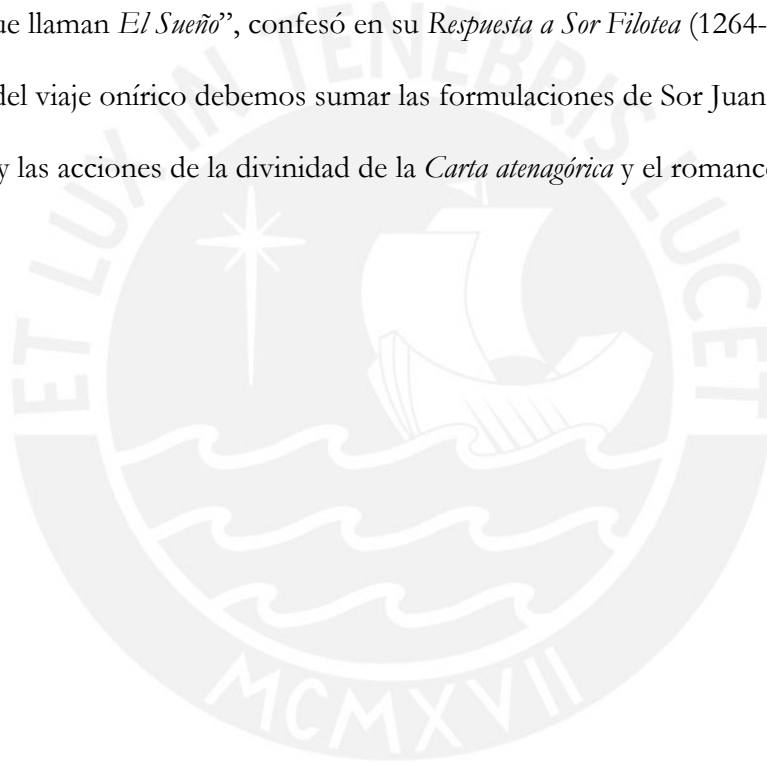 ue llaman El Sueño”, confesó en su Respuesta a Sor Filotea (1264-
del viaje onírico debemos sumar las formulaciones de Sor Juan
y las acciones de la divinidad de la Carta atenagórica y el romance
ET LUX IN TENEBRIS LUCET
MCMXVII